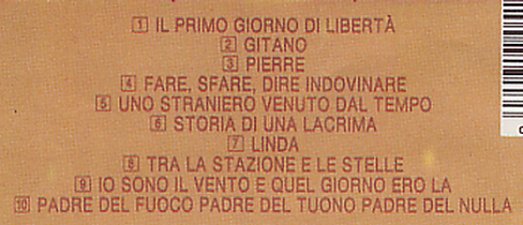 1 IL PRIMO GIORNO DI LIBERTÀ
2 GITANO
3 PIERRE
4 FARE, SFARE, DIRE INDOVINARE
5 UNO STRANIERO VENUTO DAL TEMPO
6 STORIA DI UNA LACRIMA
7 LINDA
8 TRA LA STAZIONE E LE STELLE
9 IO SONO IL VENTO E QUEL GIORNO ERO LA
10 PADRE DEL FUOCO PADRE DEL TUONO PADRE DEL NULLA